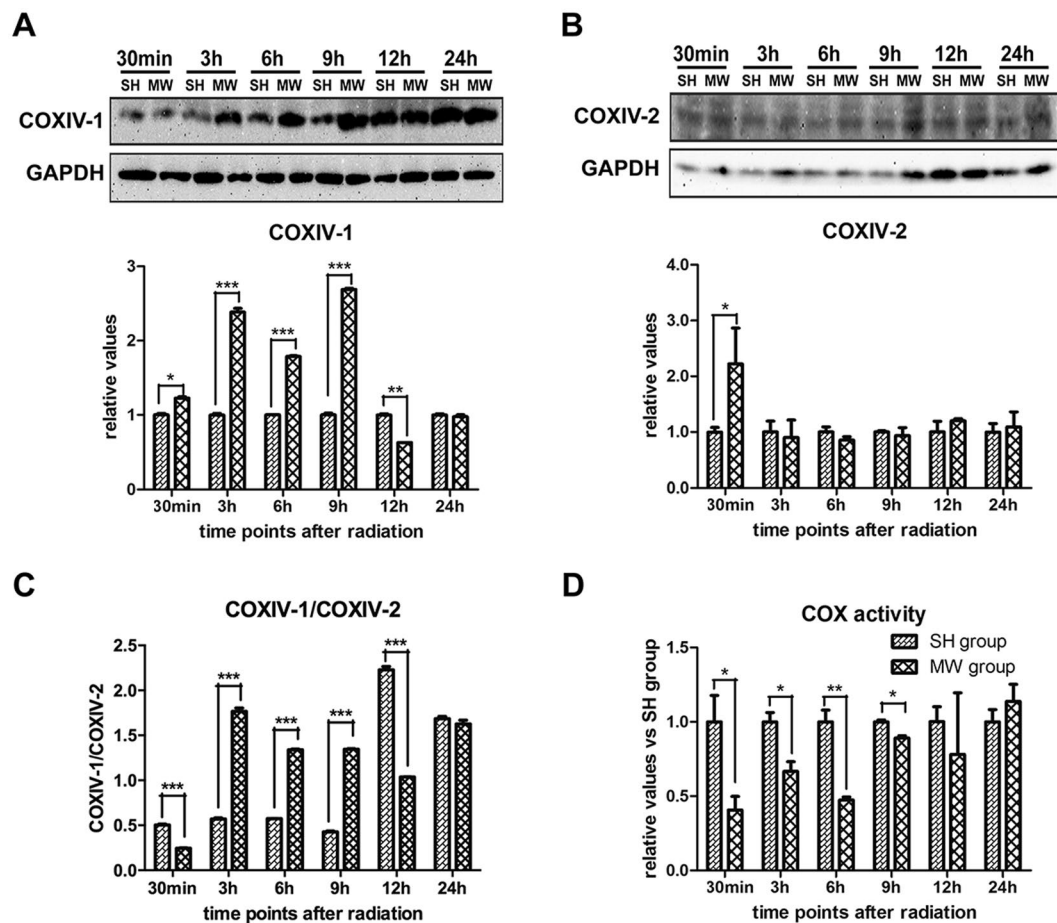 A
30min 3h 6h 9h 12h 24h
SH MW SH MW SH MW SH MW SH MW SH MW
COXIV-1
GAPDH
COXIV-1
relative values
3
2
1
0
* *** *** *** **
30min 3h 6h 9h 12h 24h
time points after radiation
B
30min 3h 6h 9h 12h 24h
SH MW SH MW SH MW SH MW SH MW SH MW
COXIV-2
GAPDH
COXIV-2
relative values
4.0
3.0
2.0
1.0
0.0
*
30min 3h 6h 9h 12h 24h
time points after radiation
C
COXIV-1/COXIV-2
COXIV-1/COXIV-2
2.5
2.0
1.5
1.0
0.5
0.0
*** *** *** *** ***
30min 3h 6h 9h 12h 24h
time points after radiation
D
COX activity
SH group
MW group
relative values vs SH group
1.5
1.0
0.5
0.0
* * ** *
30min 3h 6h 9h 12h 24h
time points after radiation